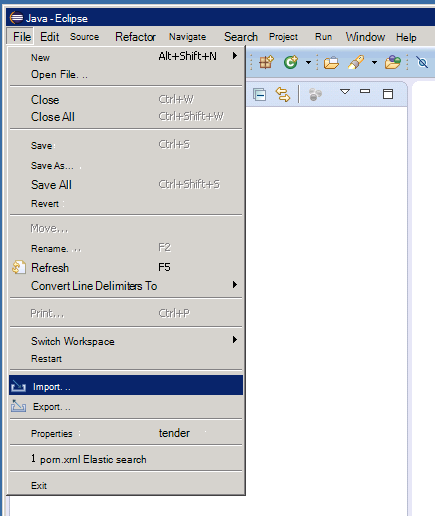 Java - Eclipse
File Edit Source Refactor Navigate Search Project Run Window Help
New Alt+Shift+N
Open File...
Close Ctrl+W
Close All Ctrl+Shift+W
Save Ctrl+S
Save As...
Save All Ctrl+Shift+S
Revert
Move...
Rename... F2
Refresh F5
Convert Line Delimiters To
Print... Ctrl+P
Switch Workspace
Restart
Import...
Export...
Properties tender
1 porn.xrnl Elastic search
Exit